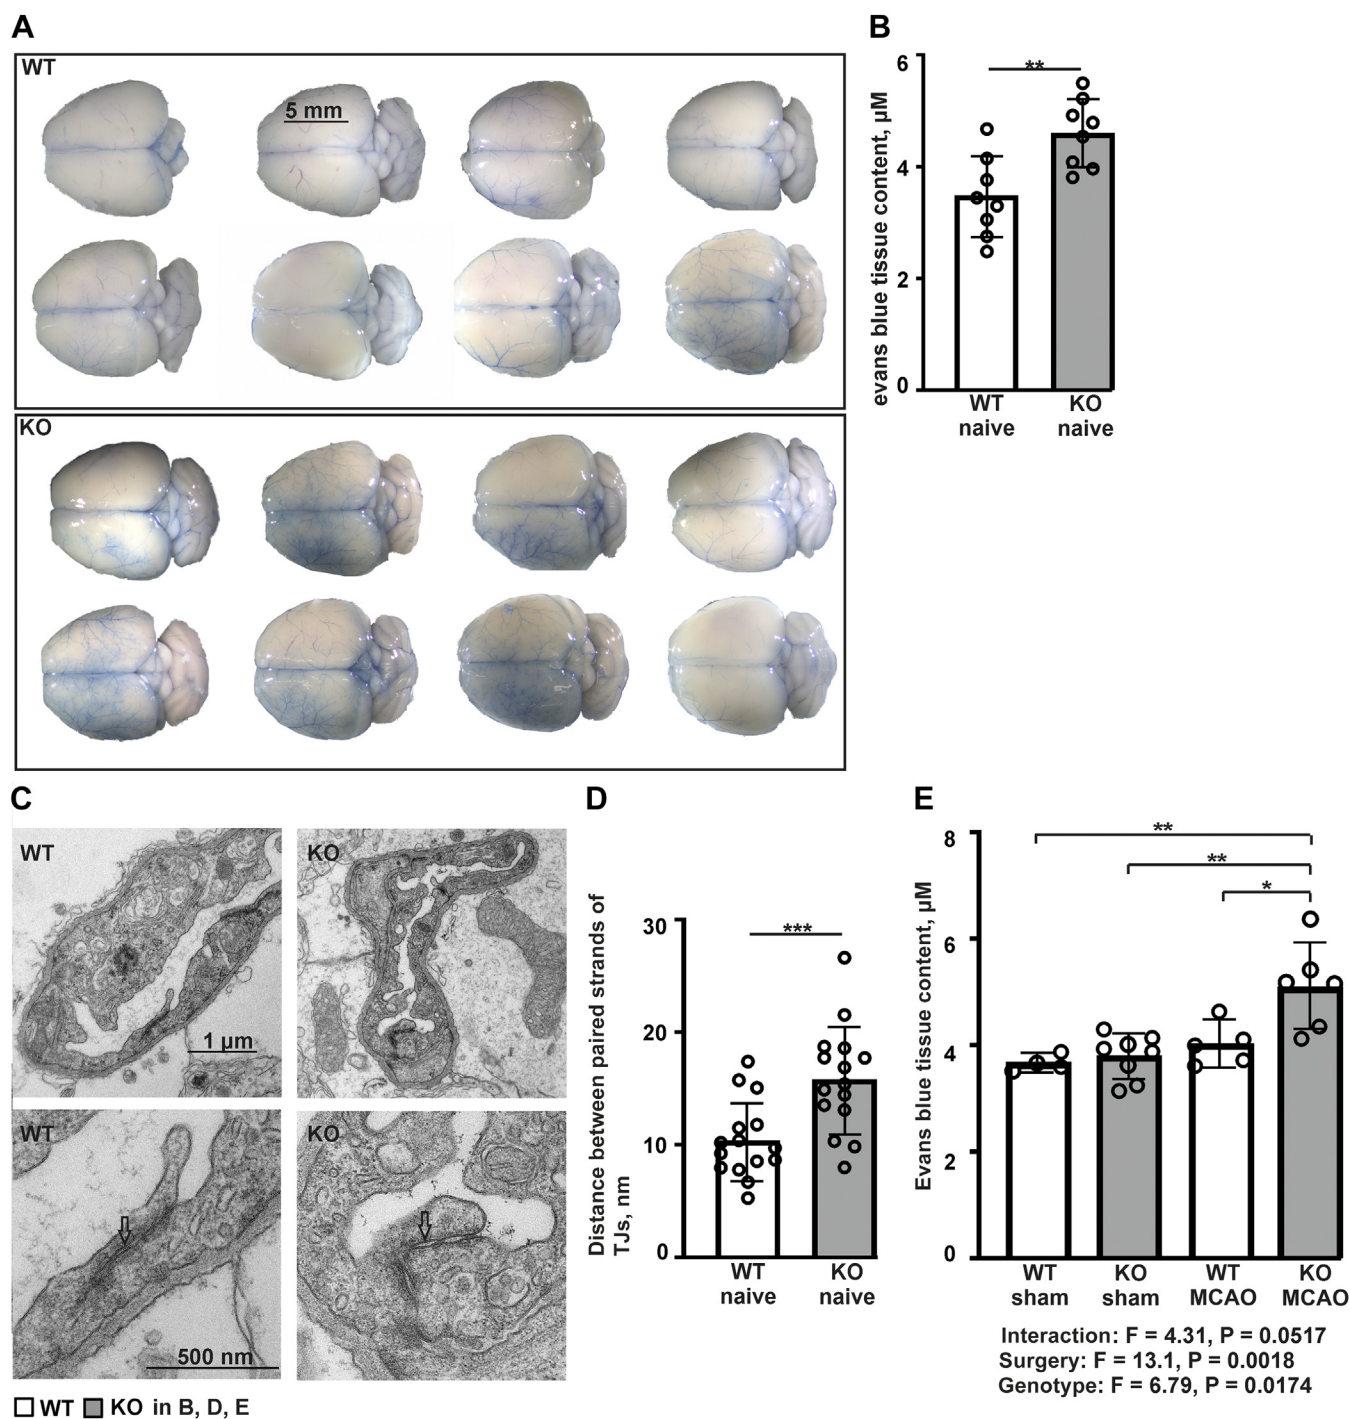 A
WT
5 mm
KO
B
evans blue tissue content, µM
6
4
2
0
**
WT
naive
KO
naive
C
WT
1 µm
KO
WT
500 nm
KO
D
Distance between paired strands of
TJs, nm
30
20
10
0
***
WT
naive
KO
naive
E
Evans blue tissue content, µM
8
6
4
2
0
**
**
*
WT
sham
KO
sham
WT
MCAO
KO
MCAO
Interaction: F = 4.31, P = 0.0517
Surgery: F = 13.1, P = 0.0018
Genotype: F = 6.79, P = 0.0174
WT KO in B, D, E